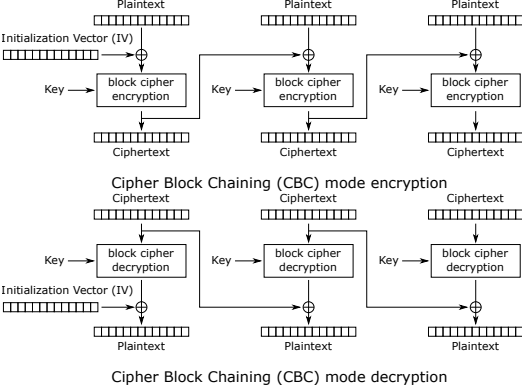 Plaintext Plaintext Plaintext
Initialization Vector (IV)
Key block cipher encryption Key block cipher encryption Key block cipher encryption
Ciphertext Ciphertext Ciphertext
Cipher Block Chaining (CBC) mode encryption
Ciphertext Ciphertext Ciphertext
Key block cipher decryption Key block cipher decryption Key block cipher decryption
Initialization Vector (IV)
Plaintext Plaintext Plaintext
Cipher Block Chaining (CBC) mode decryption